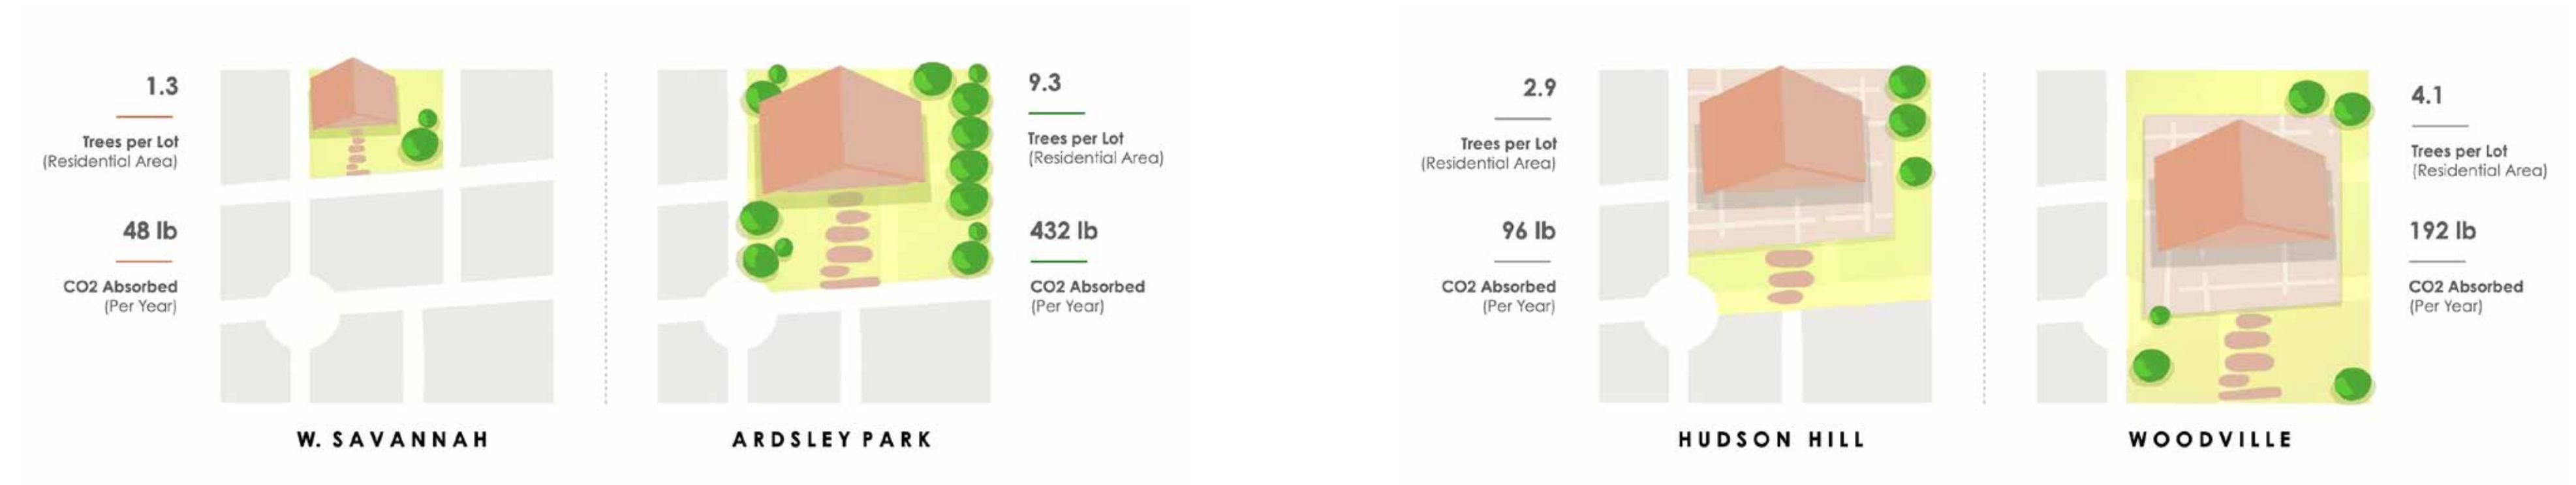 1.3
Trees per Lot
(Residential Area)
48 lb
CO2 Absorbed
(Per Year)
W. SAVANNAH
9.3
Trees per Lot
(Residential Area)
432 lb
CO2 Absorbed
(Per Year)
ARDSLEY PARK
2.9
Trees per Lot
(Residential Area)
96 lb
CO2 Absorbed
(Per Year)
HUDSON HILL
4.1
Trees per Lot
(Residential Area)
192 lb
CO2 Absorbed
(Per Year)
WOODVILLE